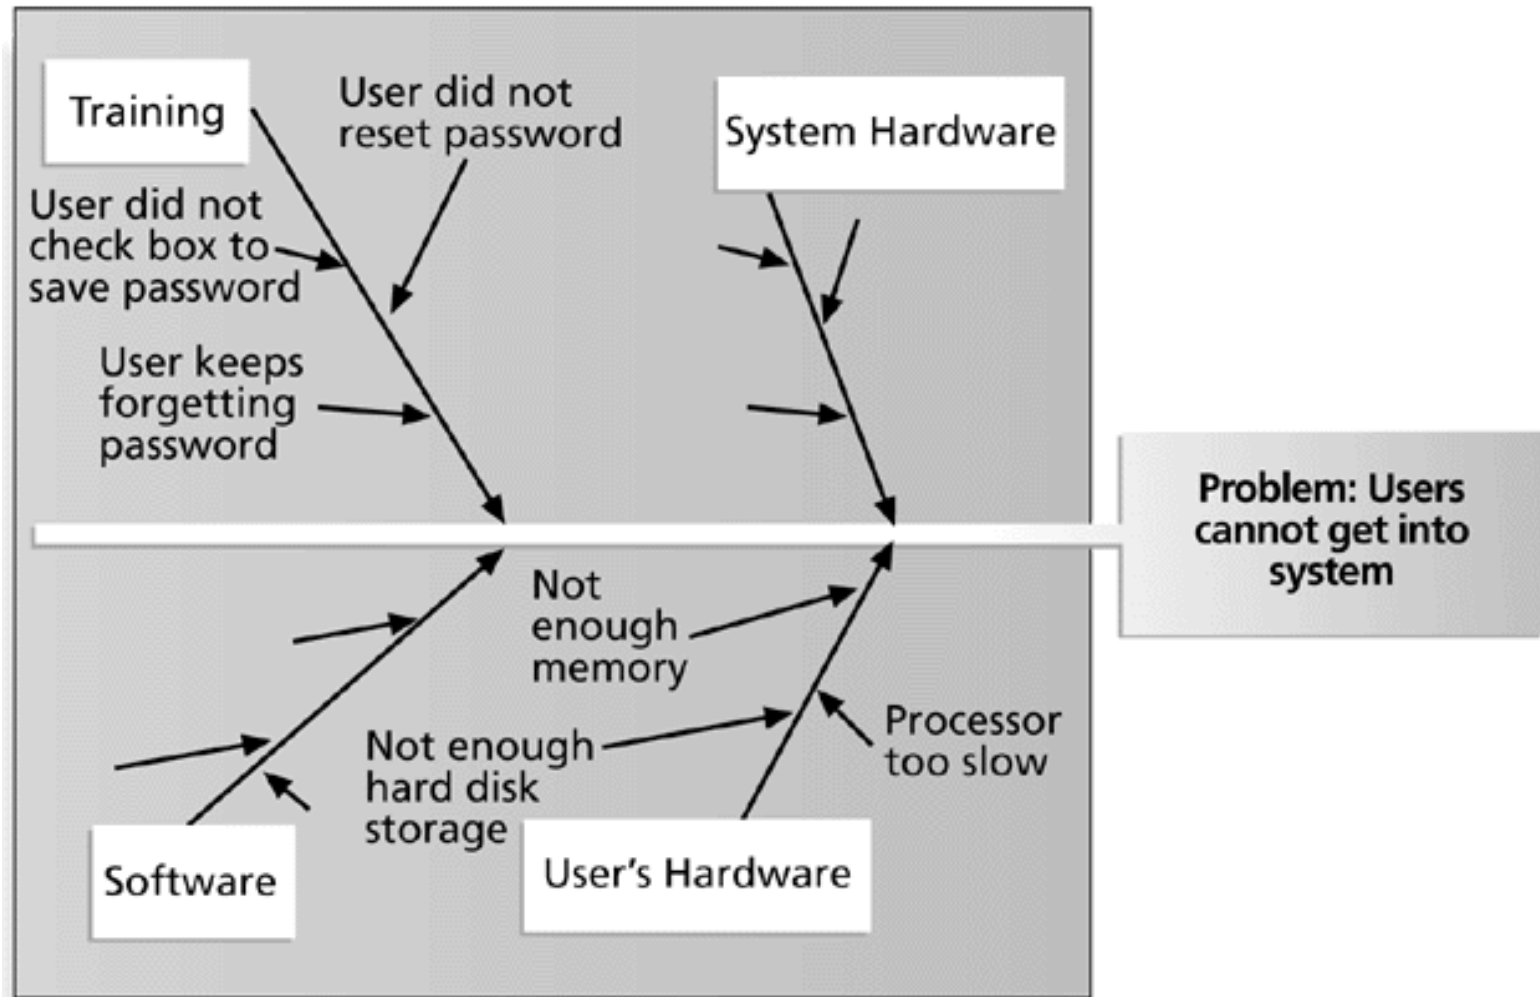 Training
User did not
reset password
System Hardware
User did not
check box to
save password
User keeps
forgetting
password
Problem: Users
cannot get into
system
Not
enough
memory
Not enough
hard disk
storage
Processor
too slow
Software
User's Hardware